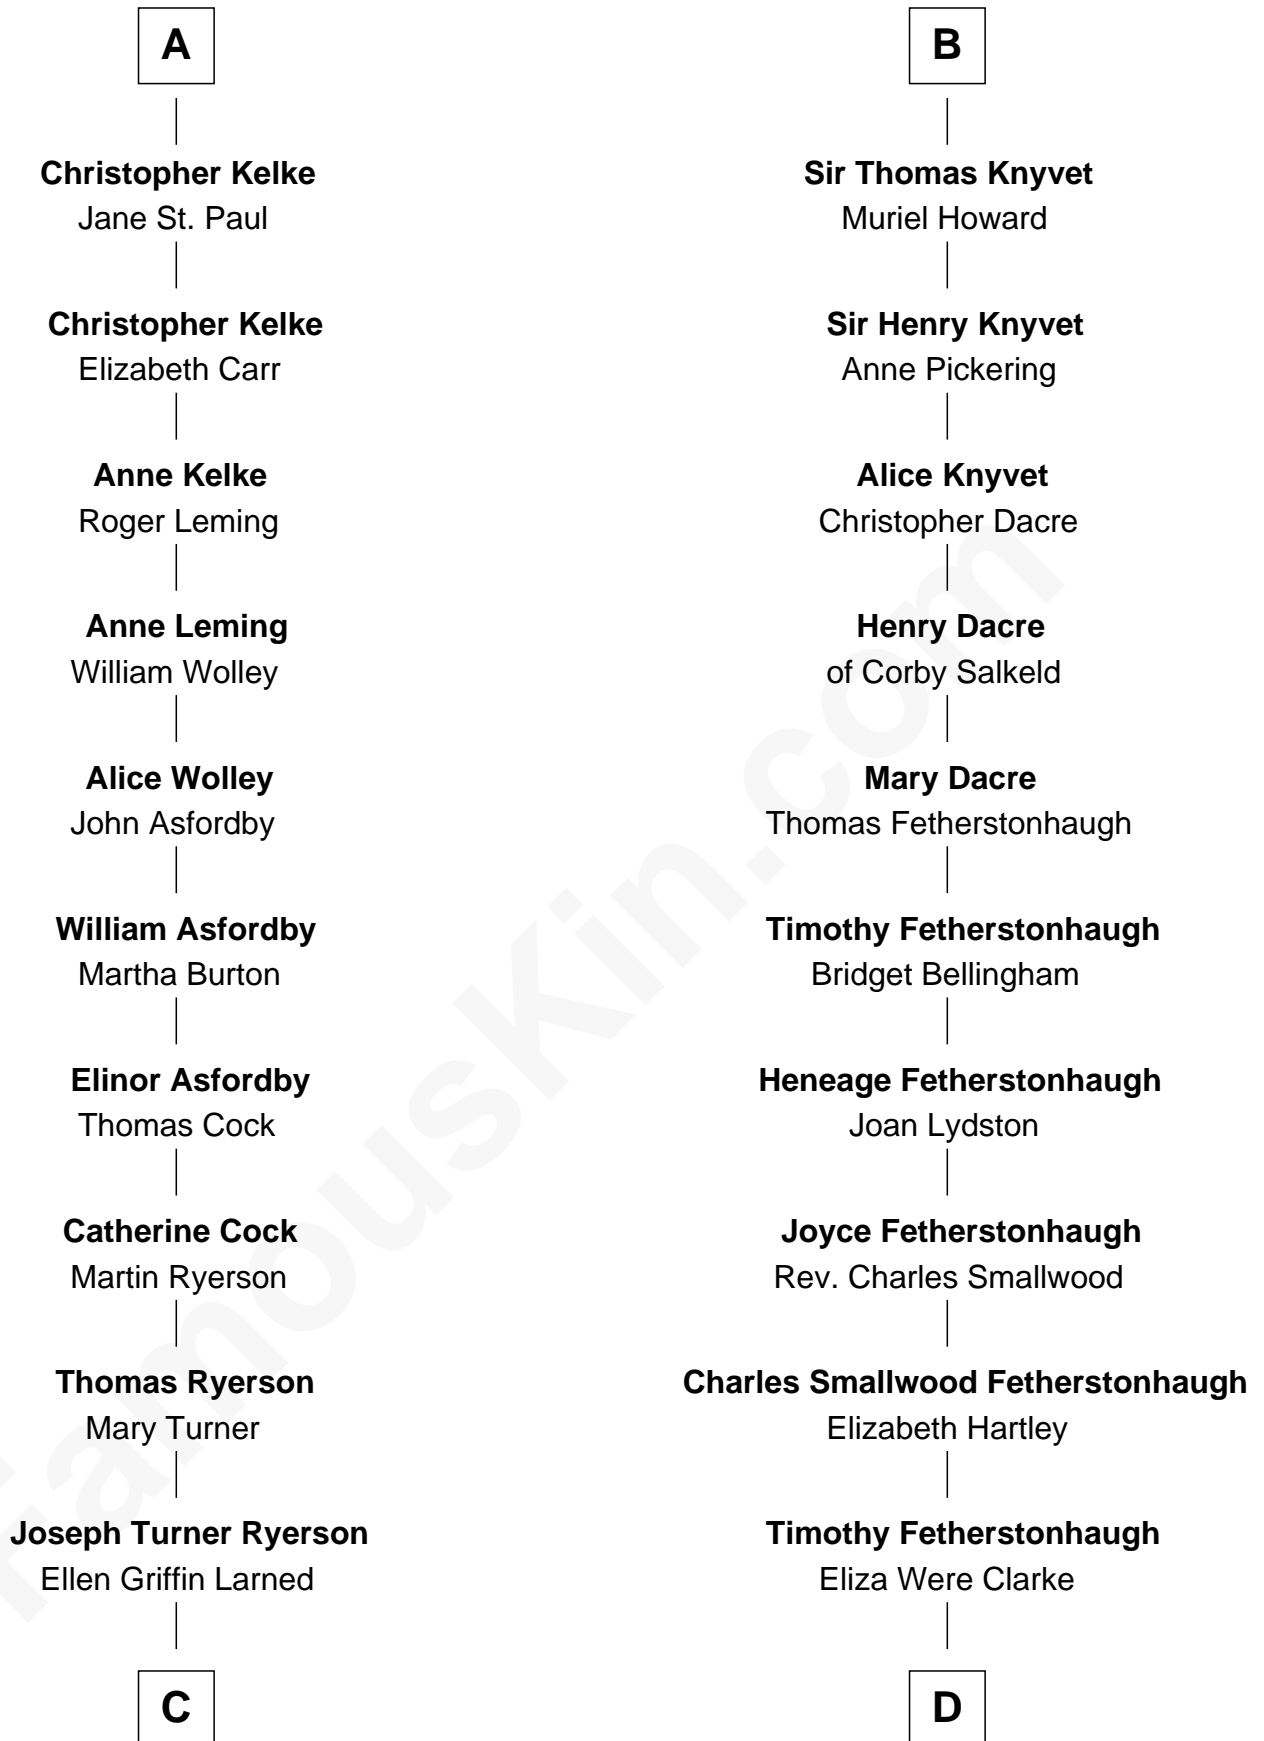 A
Christopher Kelke
Jane St. Paul
Christopher Kelke
Elizabeth Carr
Anne Kelke
Roger Leming
Anne Leming
William Wolley
Alice Wolley
John Asfordby
William Asfordby
Martha Burton
Elinor Asfordby
Thomas Cock
Catherine Cock
Martin Ryerson
Thomas Ryerson
Mary Turner
Joseph Turner Ryerson
Ellen Griffin Larned
C
B
Sir Thomas Knyvet
Muriel Howard
Sir Henry Knyvet
Anne Pickering
Alice Knyvet
Christopher Dacre
Henry Dacre
of Corby Salkeld
Mary Dacre
Thomas Fetherstonhaugh
Timothy Fetherstonhaugh
Bridget Bellingham
Heneage Fetherstonhaugh
Joan Lydston
Joyce Fetherstonhaugh
Rev. Charles Smallwood
Charles Smallwood Fetherstonhaugh
Elizabeth Hartley
Timothy Fetherstonhaugh
Eliza Were Clarke
D
FamousKin.com